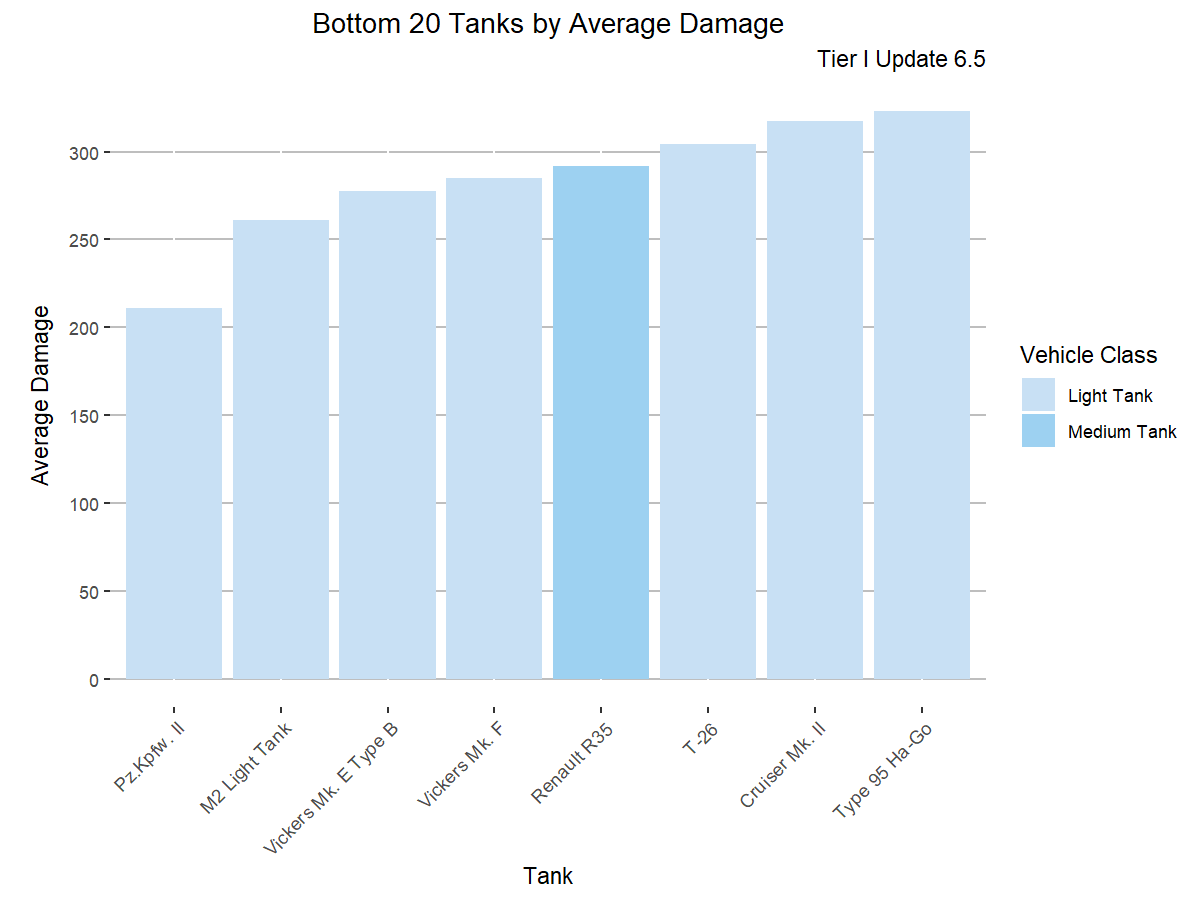 Bottom 20 Tanks by Average Damage
Tier I Update 6.5
Average Damage
300
250
200
150
100
50
0
Pz.Kpfw. II
M2 Light Tank
Vickers Mk. E Type B
Vickers Mk. F
Renault R35
T-26
Cruiser Mk. II
Type 95 Ha-Go
Tank
Vehicle Class
Light Tank
Medium Tank